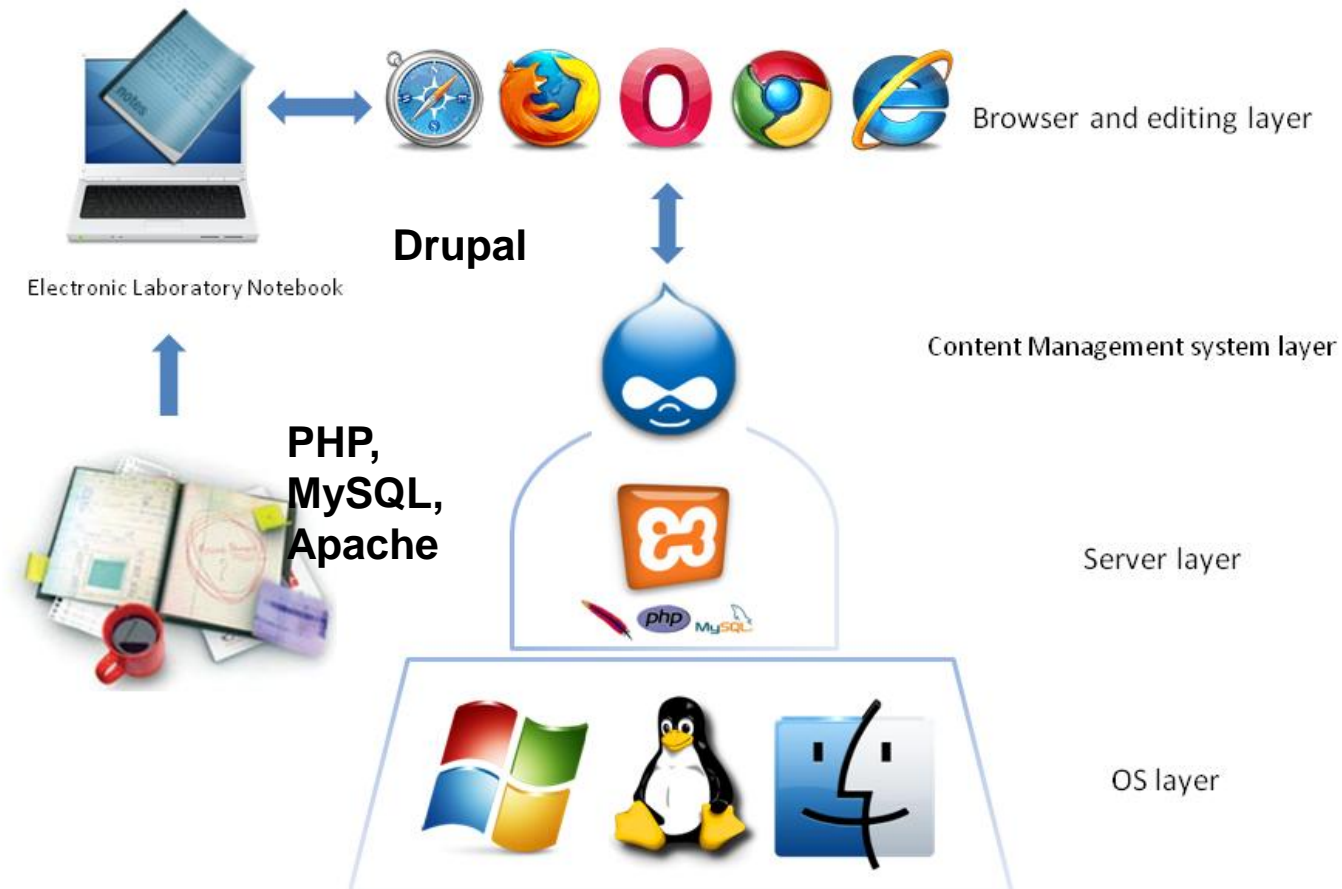 notes
Browser and editing layer
Drupal
Electronic Laboratory Notebook
Content Management system layer
PHP,
MySQL,
Apache
Server layer
php
MySQL
OS layer